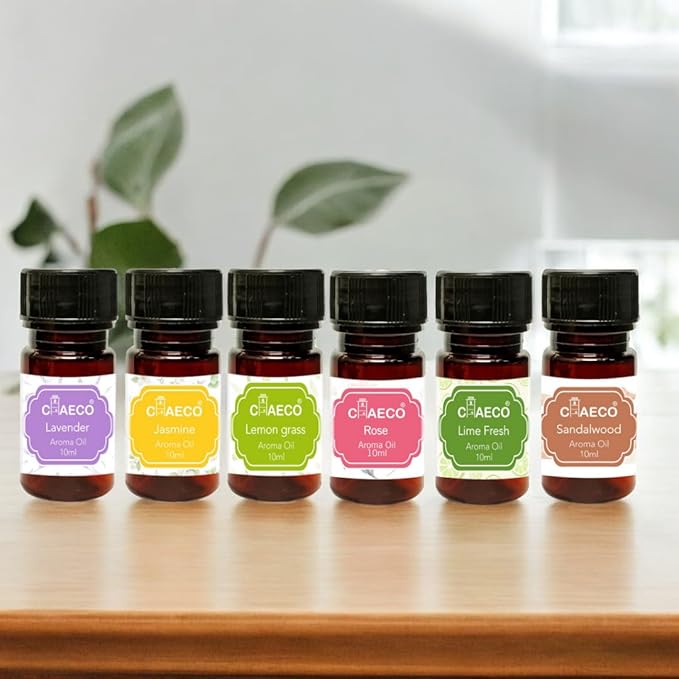 CHAECO®
Lavender
Aroma Oil
10ml
CHAECO®
Jasmine
Aroma Oil
10ml
CHAECO®
Lemon grass
Aroma Oil
10ml
CHAECO®
Rose
Aroma Oil
10ml
CHAECO®
Lime Fresh
Aroma Oil
10ml
CHAECO®
Sandalwood
Aroma Oil
10ml